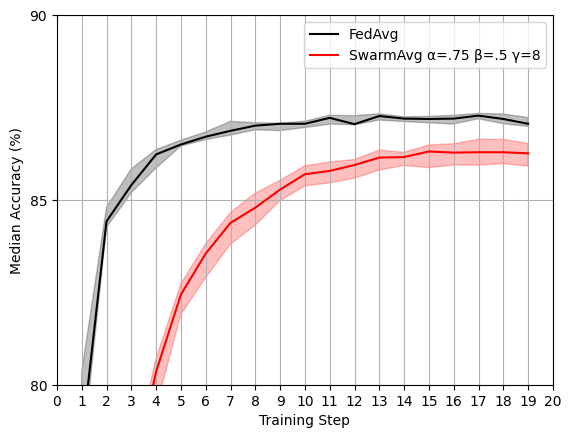 90
85
80
Median Accuracy (%)
FedAvg
SwarmAvg α=.75 β=.5 γ=8
0 1 2 3 4 5 6 7 8 9 10 11 12 13 14 15 16 17 18 19 20
Training Step